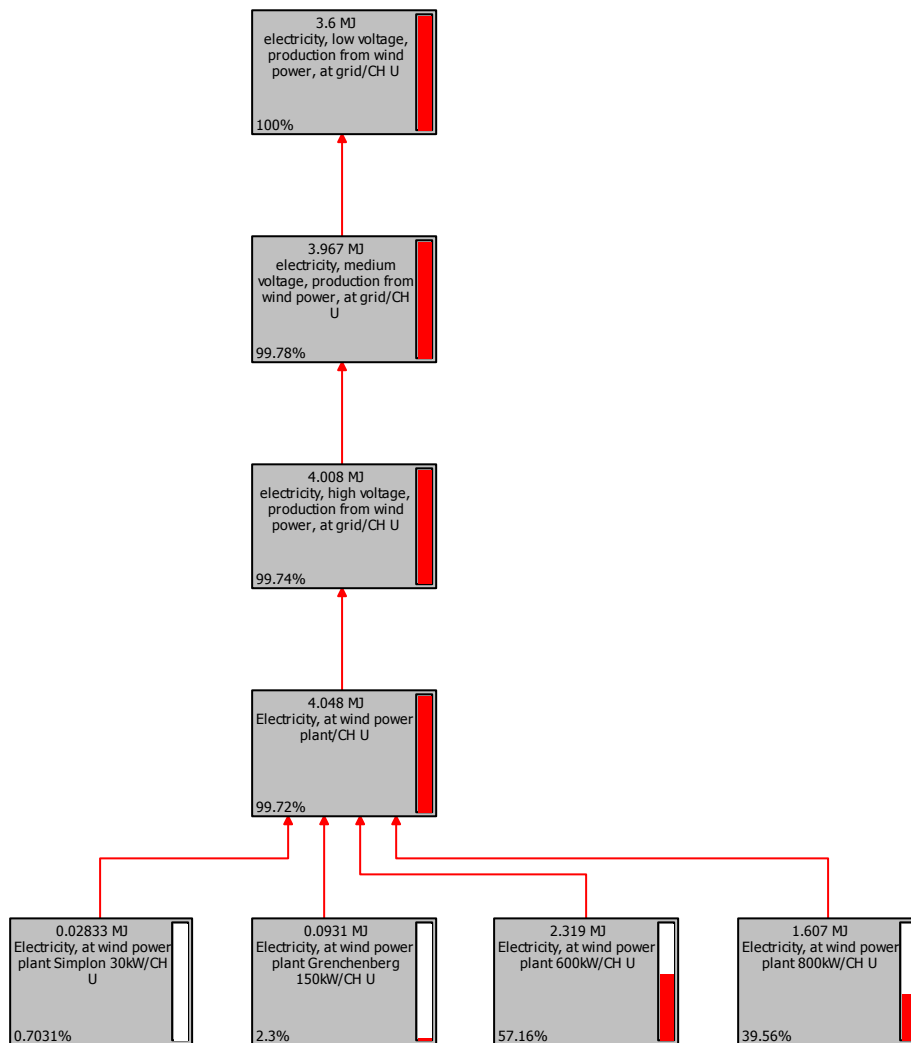 3.6 MJ
electricity, low voltage,
production from wind
power, at grid/CH U
100%
3.967 MJ
electricity, medium
voltage, production from
wind power, at grid/CH
U
99.78%
4.008 MJ
electricity, high voltage,
production from wind
power, at grid/CH U
99.74%
4.048 MJ
Electricity, at wind power
plant/CH U
99.72%
0.02833 MJ
Electricity, at wind power
plant Simplon 30kW/CH
U
0.7031%
0.0931 MJ
Electricity, at wind power
plant Grenchenberg
150kW/CH U
2.3%
2.319 MJ
Electricity, at wind power
plant 600kW/CH U
57.16%
1.607 MJ
Electricity, at wind power
plant 800kW/CH U
39.56%